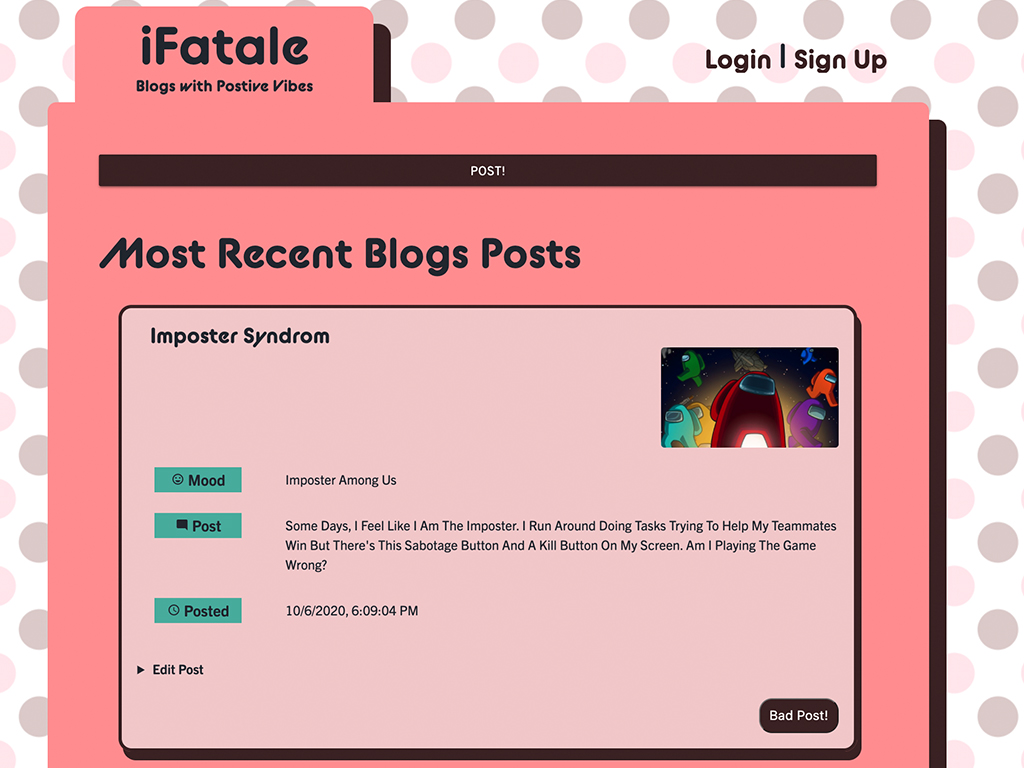 iFatale
Blogs with Postive Vibes
Login | Sign Up
POST!
Most Recent Blogs Posts
Imposter Syndrom
Mood
Imposter Among Us
Post
Some Days, I Feel Like I Am The Imposter. I Run Around Doing Tasks Trying To Help My Teammates
Win But There's This Sabotage Button And A Kill Button On My Screen. Am I Playing The Game
Wrong?
Posted
10/6/2020, 6:09:04 PM
Edit Post
Bad Post!